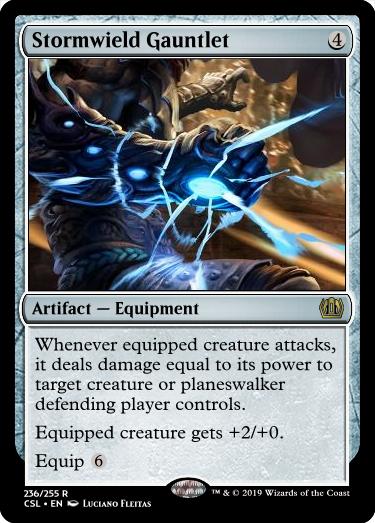 Stormwield Gauntlet 4
Artifact — Equipment
Whenever equipped creature attacks,
it deals damage equal to its power to
target creature or planeswalker
defending player controls.
Equipped creature gets +2/+0.
Equip 6
236/255 R
CSL • EN Luciano Fleitas
™ & © 2019 Wizards of the Coast